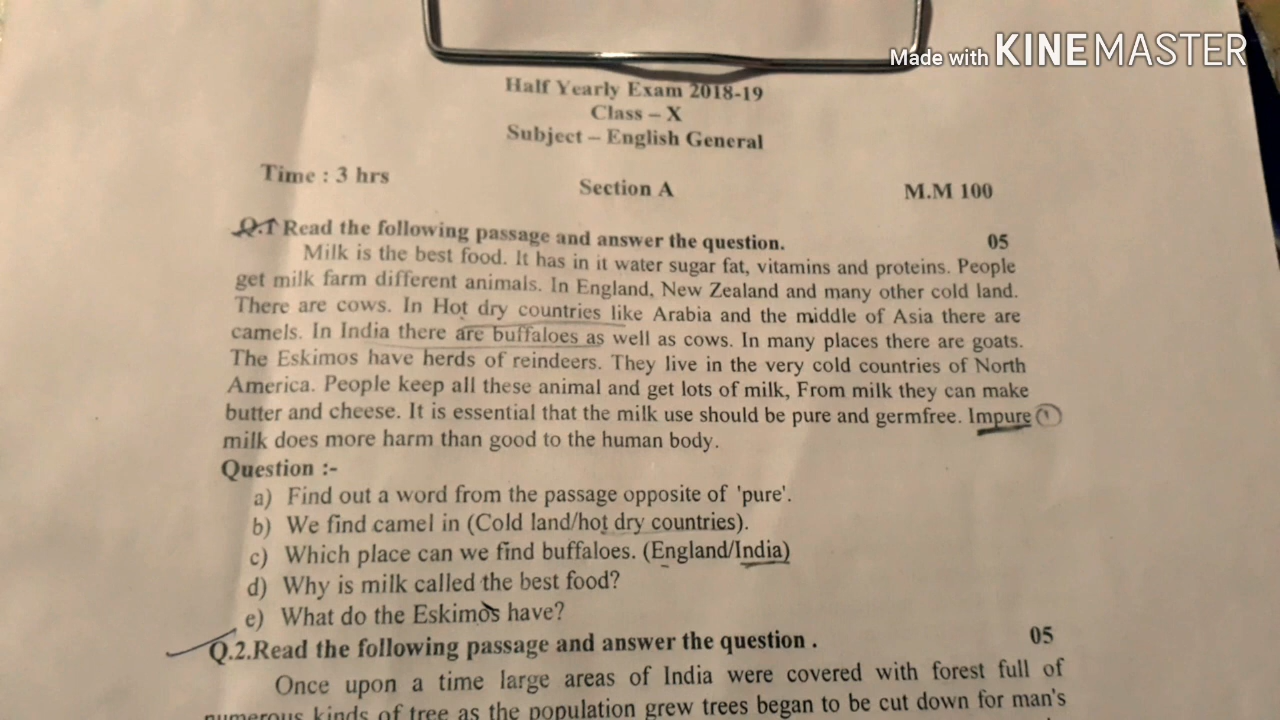 Made with KINEMASTER
Half Yearly Exam 2018-19
Class – X
Subject – English General
Time : 3 hrs
Section A
M.M 100
Q.1 Read the following passage and answer the question. 05
Milk is the best food. It has in it water sugar fat, vitamins and proteins. People
get milk farm different animals. In England, New Zealand and many other cold land.
There are cows. In Hot dry countries like Arabia and the middle of Asia there are
camels. In India there are buffaloes as well as cows. In many places there are goats.
The Eskimos have herds of reindeers. They live in the very cold countries of North
America. People keep all these animal and get lots of milk, From milk they can make
butter and cheese. It is essential that the milk use should be pure and germfree. Impure
milk does more harm than good to the human body.
Question :-
a) Find out a word from the passage opposite of 'pure'.
b) We find camel in (Cold land/hot dry countries).
c) Which place can we find buffaloes. (England/India)
d) Why is milk called the best food?
e) What do the Eskimos have?
Q.2.Read the following passage and answer the question . 05
Once upon a time large areas of India were covered with forest full of
numerous kinds of tree as the population grew trees began to be cut down for man's